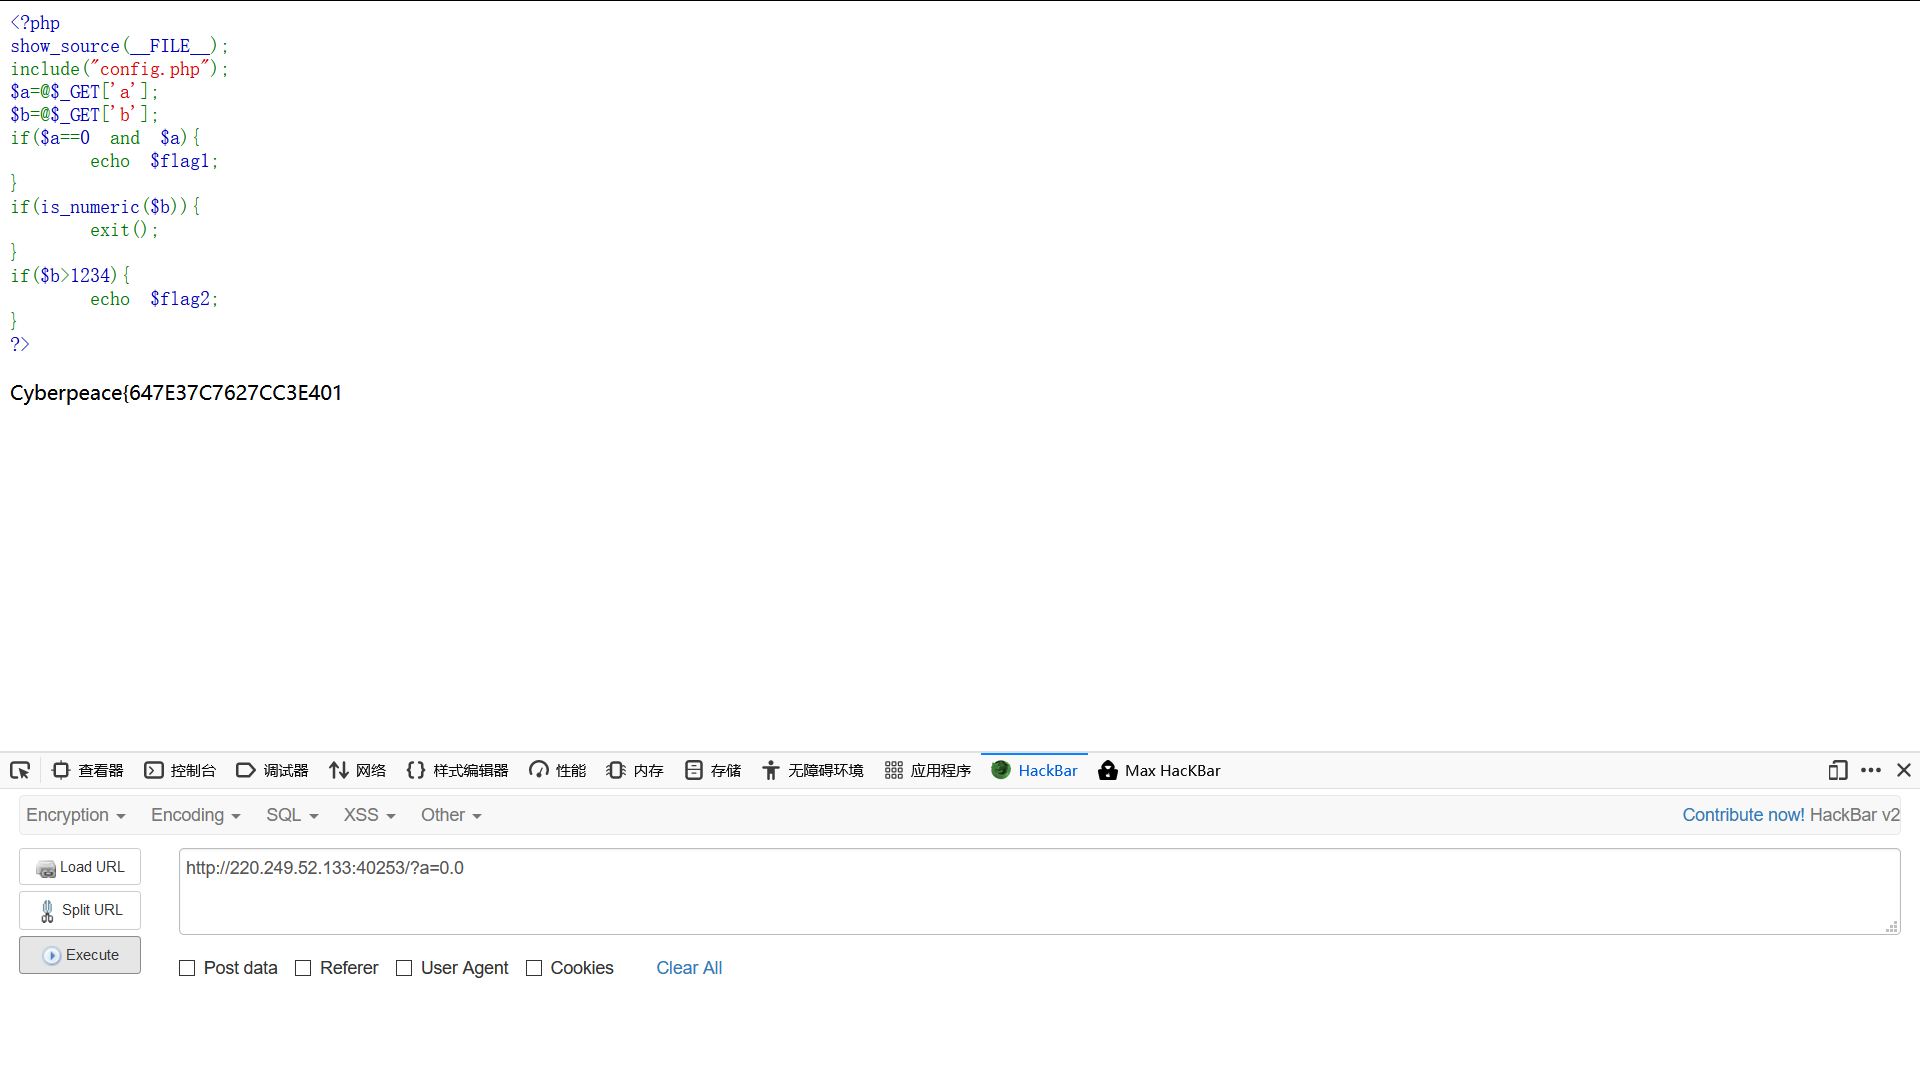 <?php
show_source(__FILE__);
include("config.php");
$a=@$_GET['a'];
$b=@$_GET['b'];
if($a==0 and $a){
echo $flag1;
}
if(is_numeric($b)){
exit();
}
if($b>1234){
echo $flag2;
}
?>
Cyberpeace{647E37C7627CC3E401
查看器 控制台 调试器 网络 样式编辑器 性能 内存 存储 无障碍环境 应用程序 HackBar Max HacKBar
Encryption Encoding SQL XSS Other Contribute now! HackBar v2
Load URL http://220.249.52.133:40253/?a=0.0
Split URL
Execute
Post data Referer User Agent Cookies Clear All